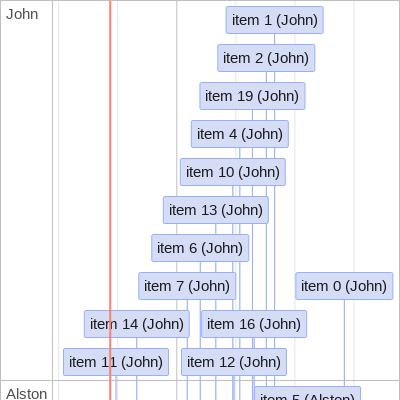 John
item 1 (John)
item 2 (John)
item 19 (John)
item 4 (John)
item 10 (John)
item 13 (John)
item 6 (John)
item 7 (John)
item 0 (John)
item 14 (John)
item 16 (John)
item 11 (John)
item 12 (John)
Alston
item 5 (Alston)